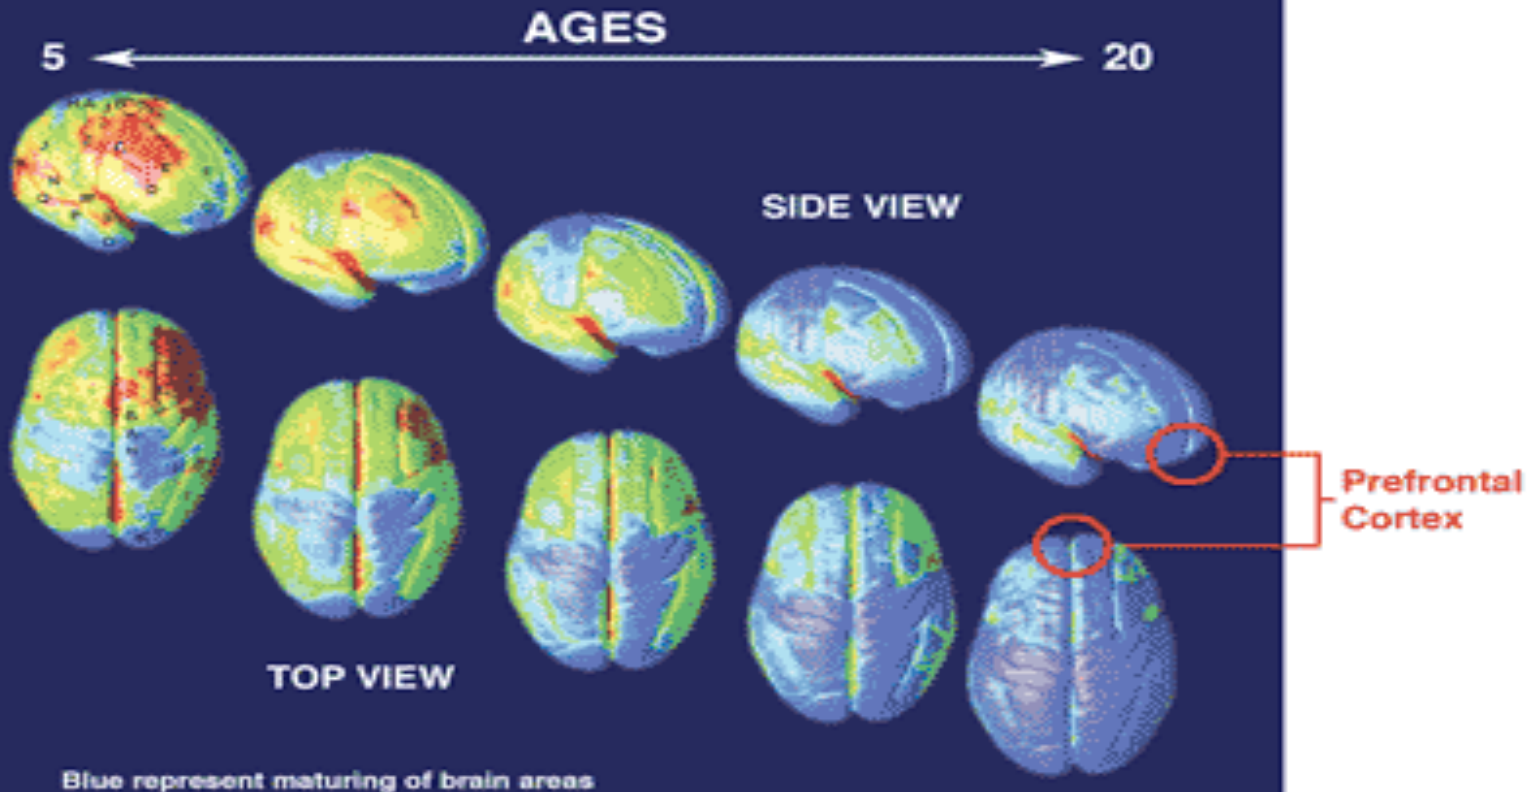 AGES
5 20
SIDE VIEW
Prefrontal
Cortex
TOP VIEW
Blue represent maturing of brain areas